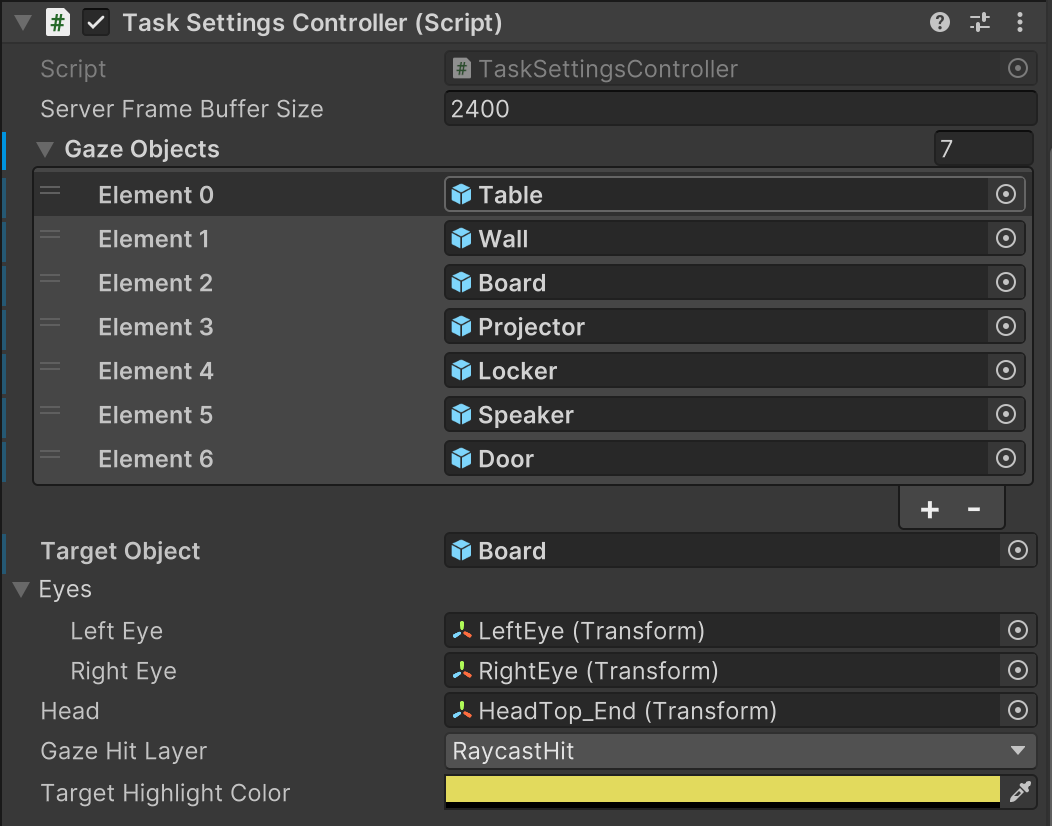 Task Settings Controller (Script)
Script TaskSettingsController
Server Frame Buffer Size 2400
Gaze Objects 7
Element 0 Table
Element 1 Wall
Element 2 Board
Element 3 Projector
Element 4 Locker
Element 5 Speaker
Element 6 Door
+ -
Target Object Board
Eyes
Left Eye LeftEye (Transform)
Right Eye RightEye (Transform)
Head HeadTop_End (Transform)
Gaze Hit Layer RaycastHit
Target Highlight Color